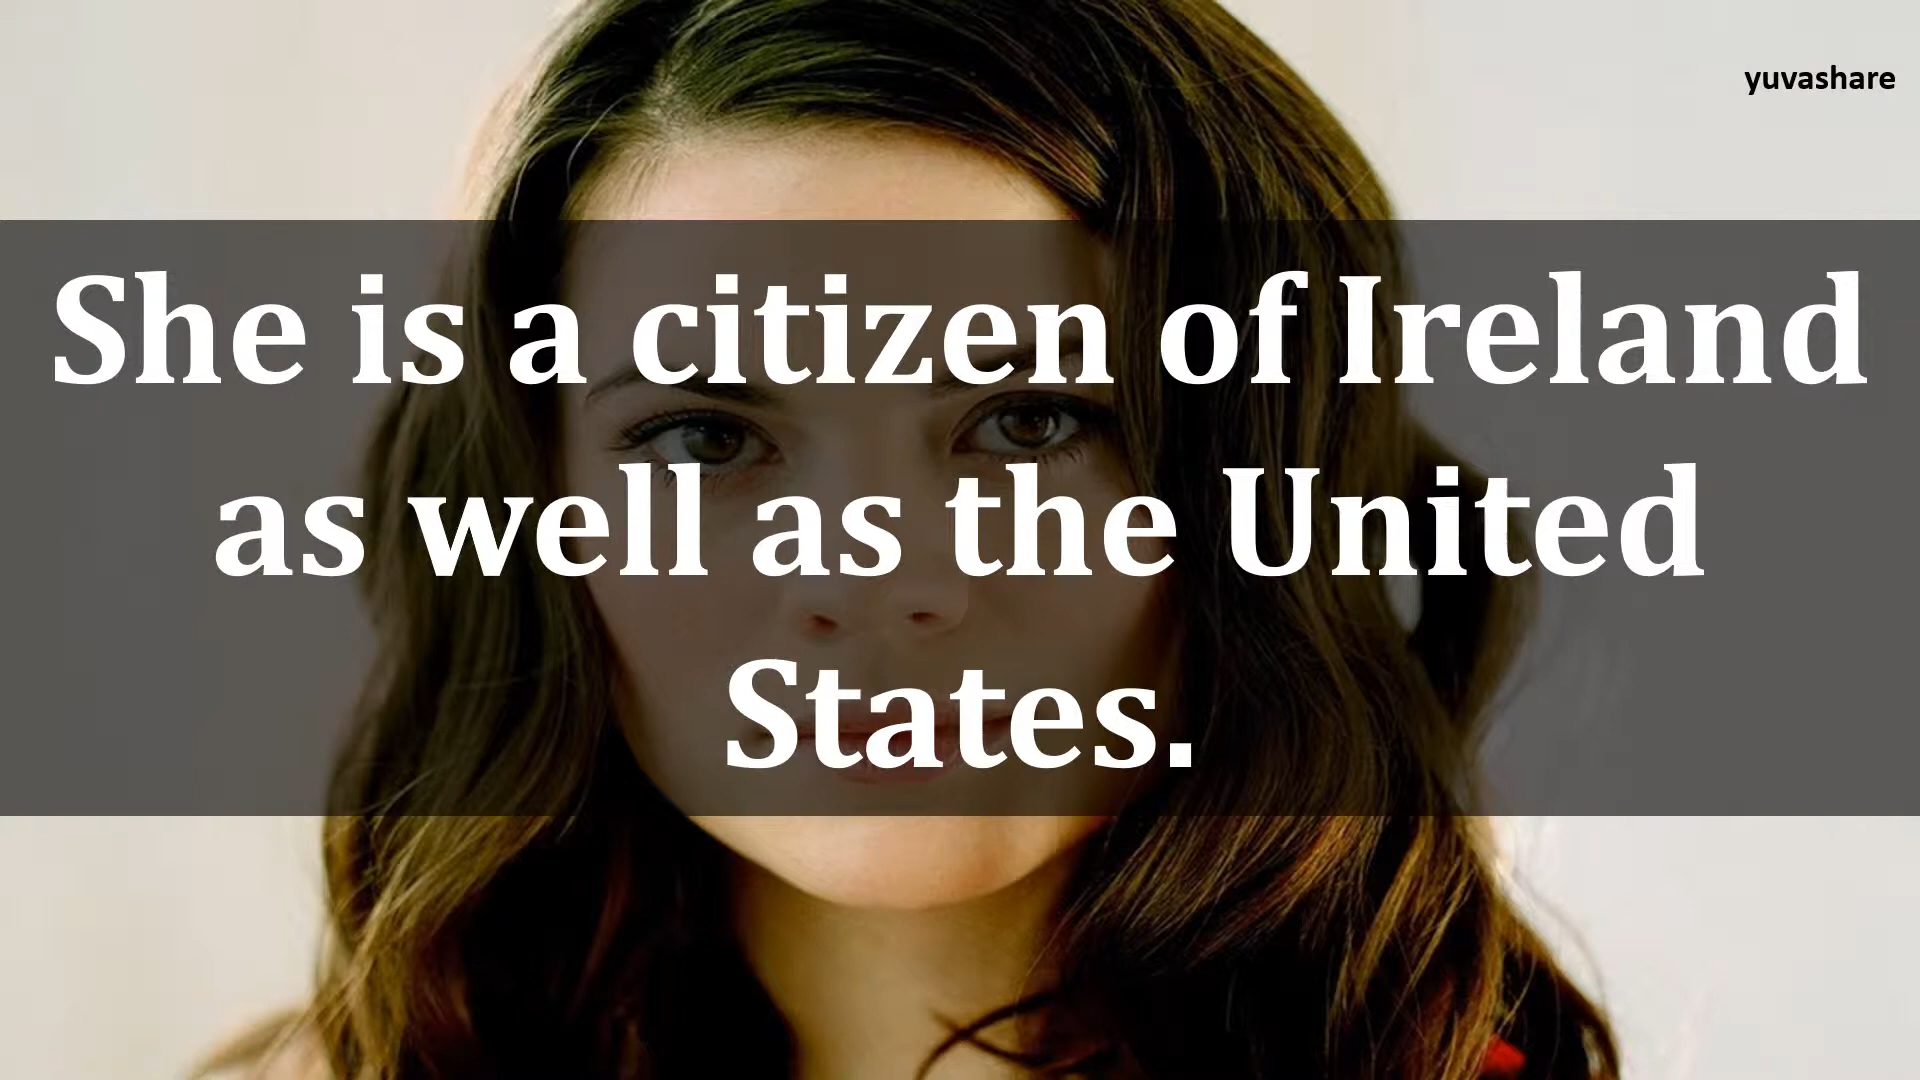 yuvashare
She is a citizen of Ireland
as well as the United
States.